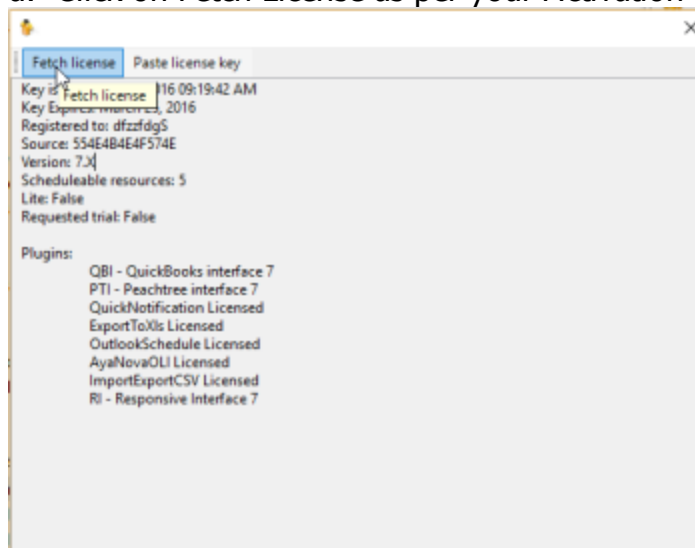 Fetch license Paste license key
Key is 16 09:19:42 AM
Fetch license
Key Expires: March 2016
Registered to: dfzzfdgS
Source: 554E4B4E4F574E
Version: 7.X
Scheduleable resources: 5
Lite: False
Requested trial: False
Plugins:
QBI - QuickBooks interface 7
PTI - Peachtree interface 7
QuickNotification Licensed
ExportToXls Licensed
OutlookSchedule Licensed
AyaNovaOLI Licensed
ImportExportCSV Licensed
RI - Responsive Interface 7